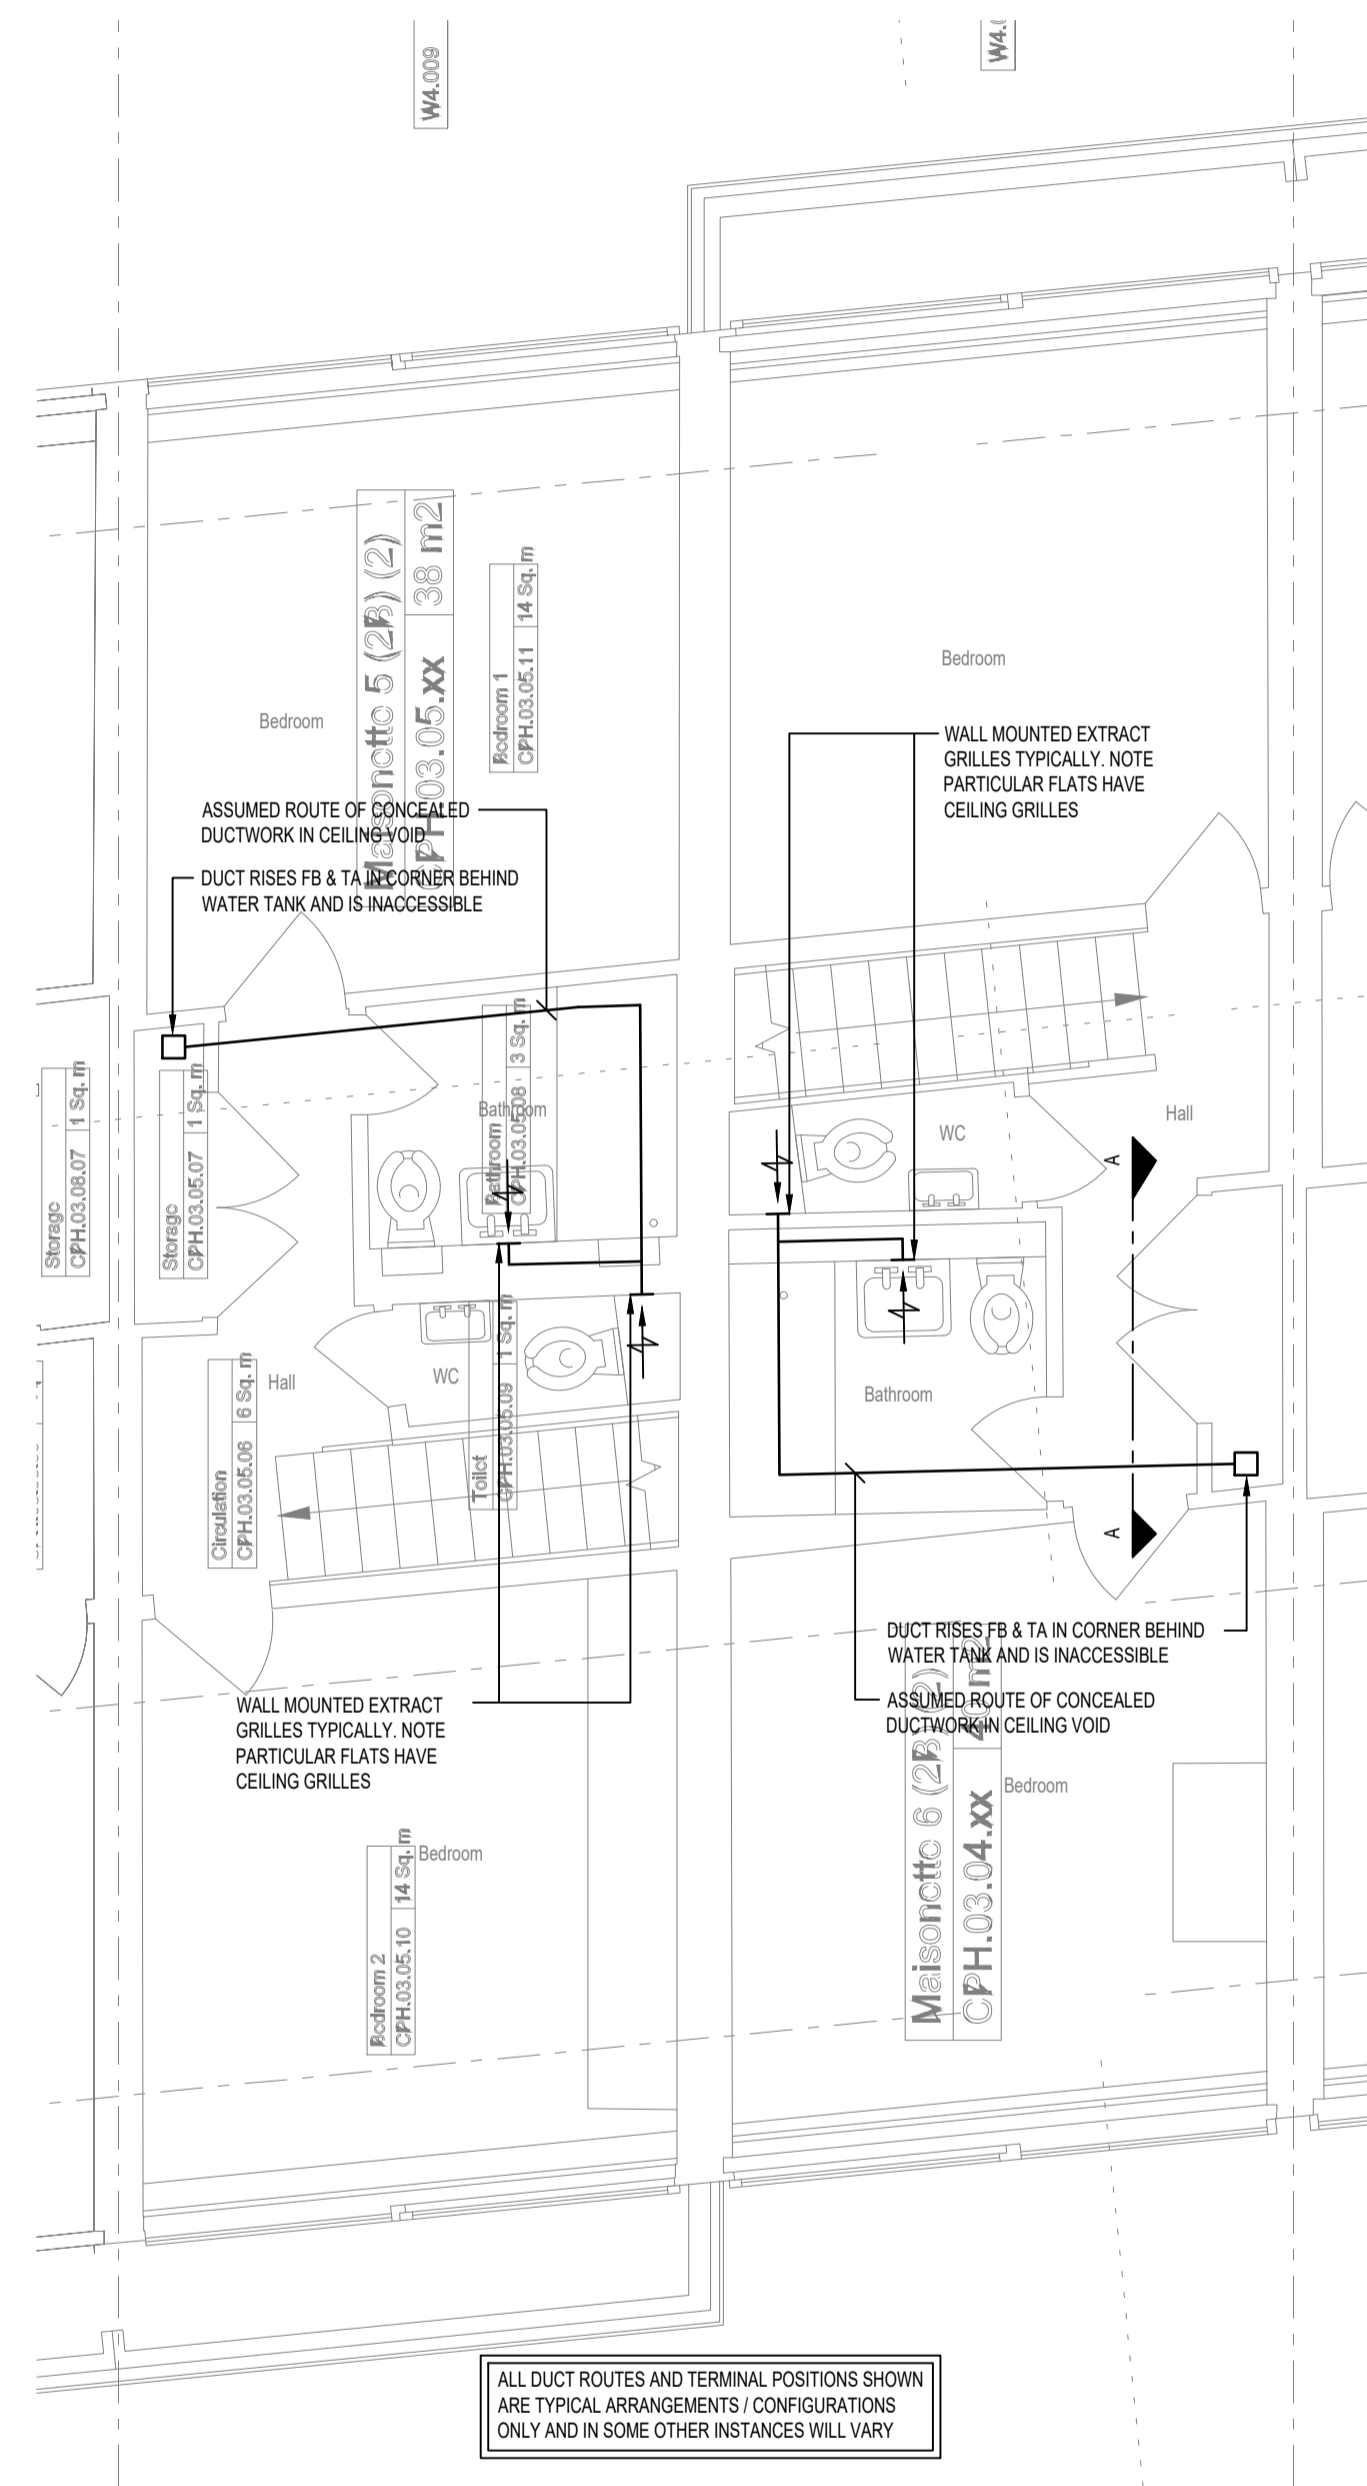 W4.009
Maisonette 5 (2B) (2)
CPH.03.05.xx 38 m2
Bedroom 1
CPH.03.05.11 14 Sq. m
Bedroom
Bedroom
WALL MOUNTED EXTRACT
GRILLES TYPICALLY. NOTE
PARTICULAR FLATS HAVE
CEILING GRILLES
ASSUMED ROUTE OF CONCEALED
DUCTWORK IN CEILING VOID
DUCT RISES FB & TA IN CORNER BEHIND
WATER TANK AND IS INACCESSIBLE
Storage
CPH.03.08.07 1 Sq. m
Storage
CPH.03.05.07 1 Sq. m
Bathroom
Bathroom
CPH.03.05.08 3 Sq. m
WC
Hall
A
Hall
Circulation
CPH.03.05.06 6 Sq. m
WC
Toilet
CPH.03.05.09 1 Sq. m
Bathroom
A
WALL MOUNTED EXTRACT
GRILLES TYPICALLY. NOTE
PARTICULAR FLATS HAVE
CEILING GRILLES
DUCT RISES FB & TA IN CORNER BEHIND
WATER TANK AND IS INACCESSIBLE
ASSUMED ROUTE OF CONCEALED
DUCTWORK IN CEILING VOID
Maisonette 6 (2B) (2)
CPH.03.04.xx 40 m2
Bedroom
Bedroom
Bedroom 2
CPH.03.05.10 14 Sq. m
ALL DUCT ROUTES AND TERMINAL POSITIONS SHOWN
ARE TYPICAL ARRANGEMENTS / CONFIGURATIONS
ONLY AND IN SOME OTHER INSTANCES WILL VARY